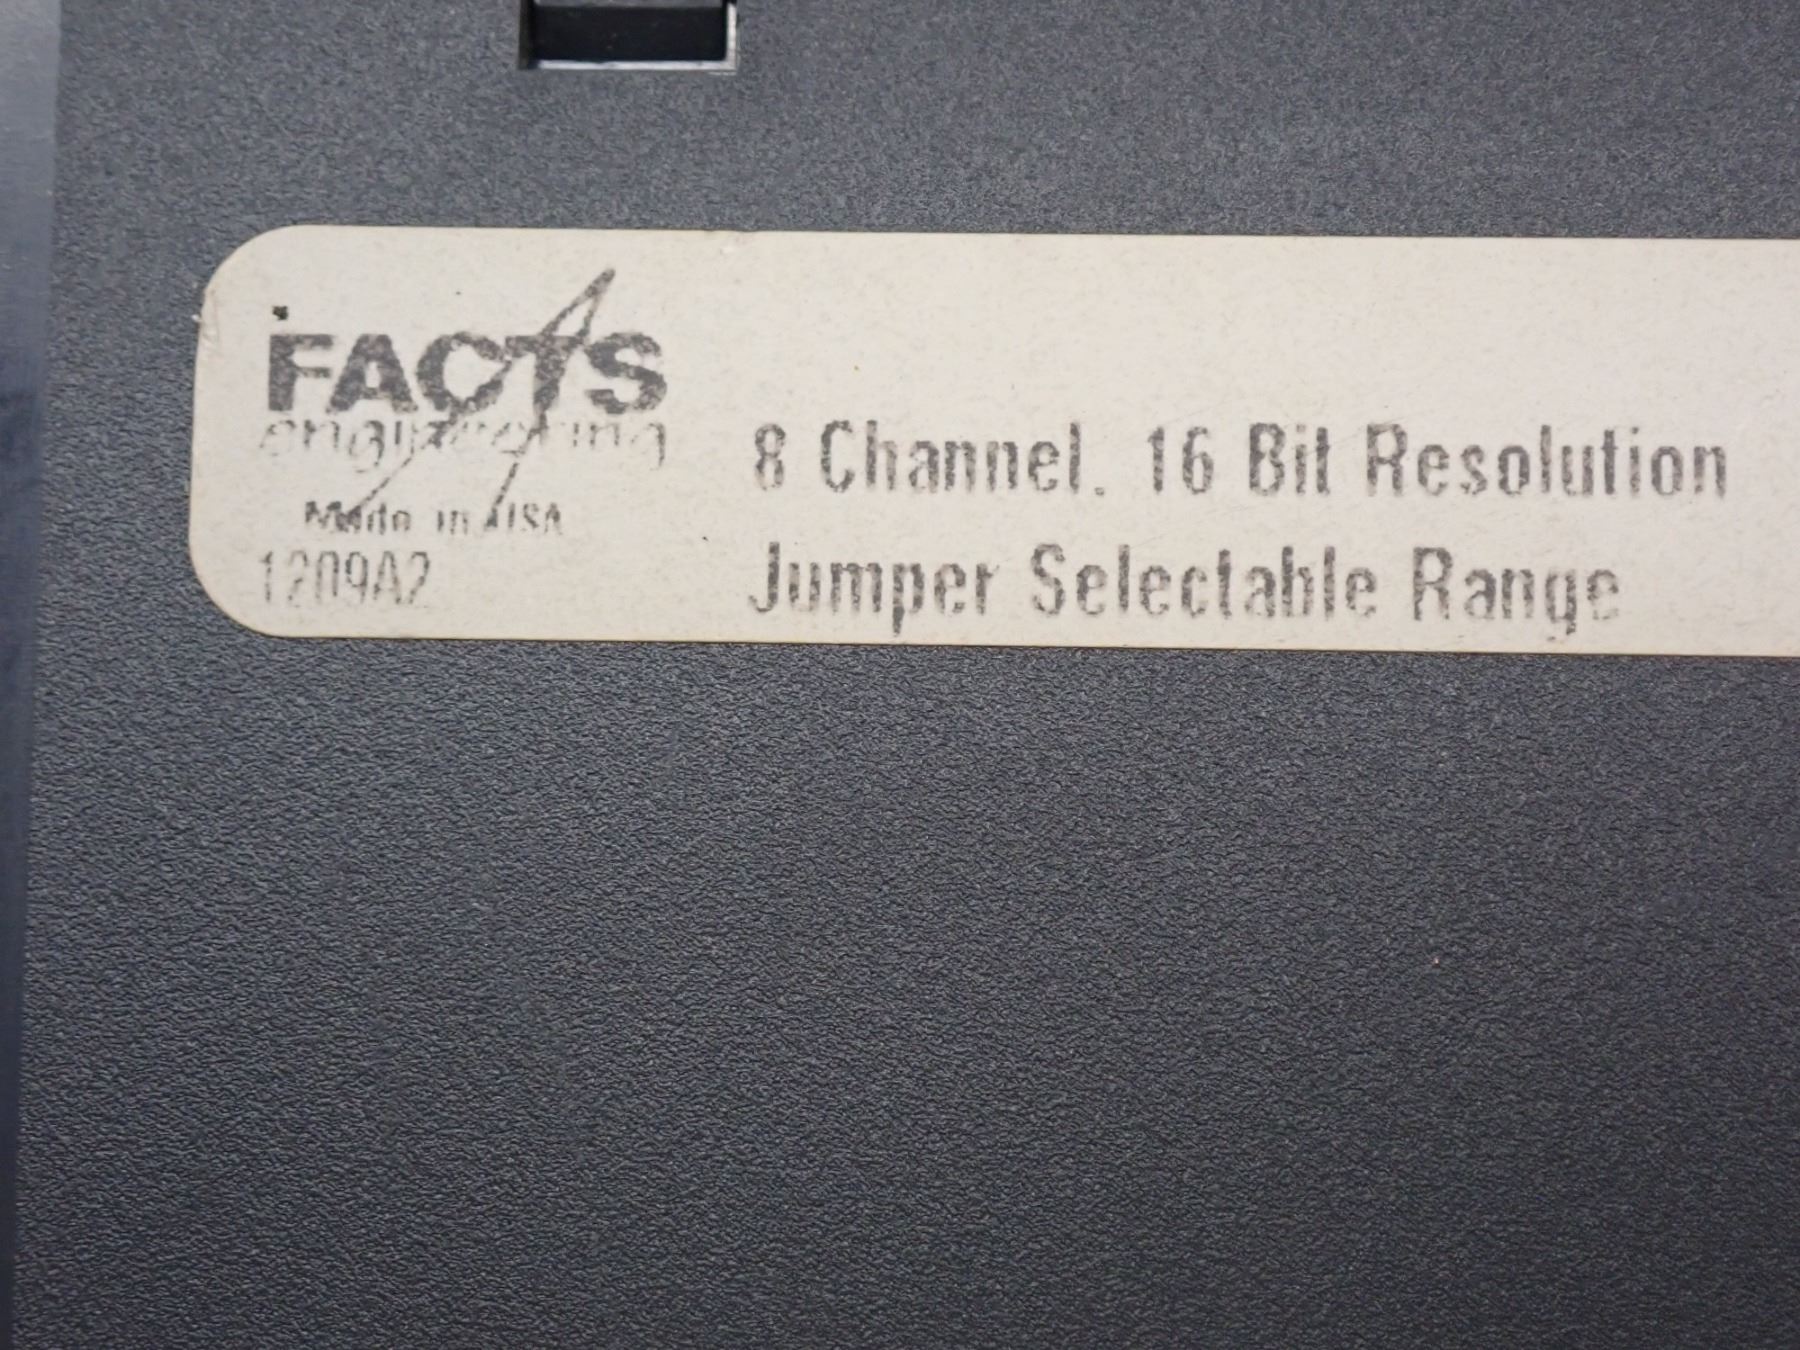 FACTS
engineering
Made in USA
1209A2
8 Channel, 16 Bit Resolution
Jumper Selectable Range